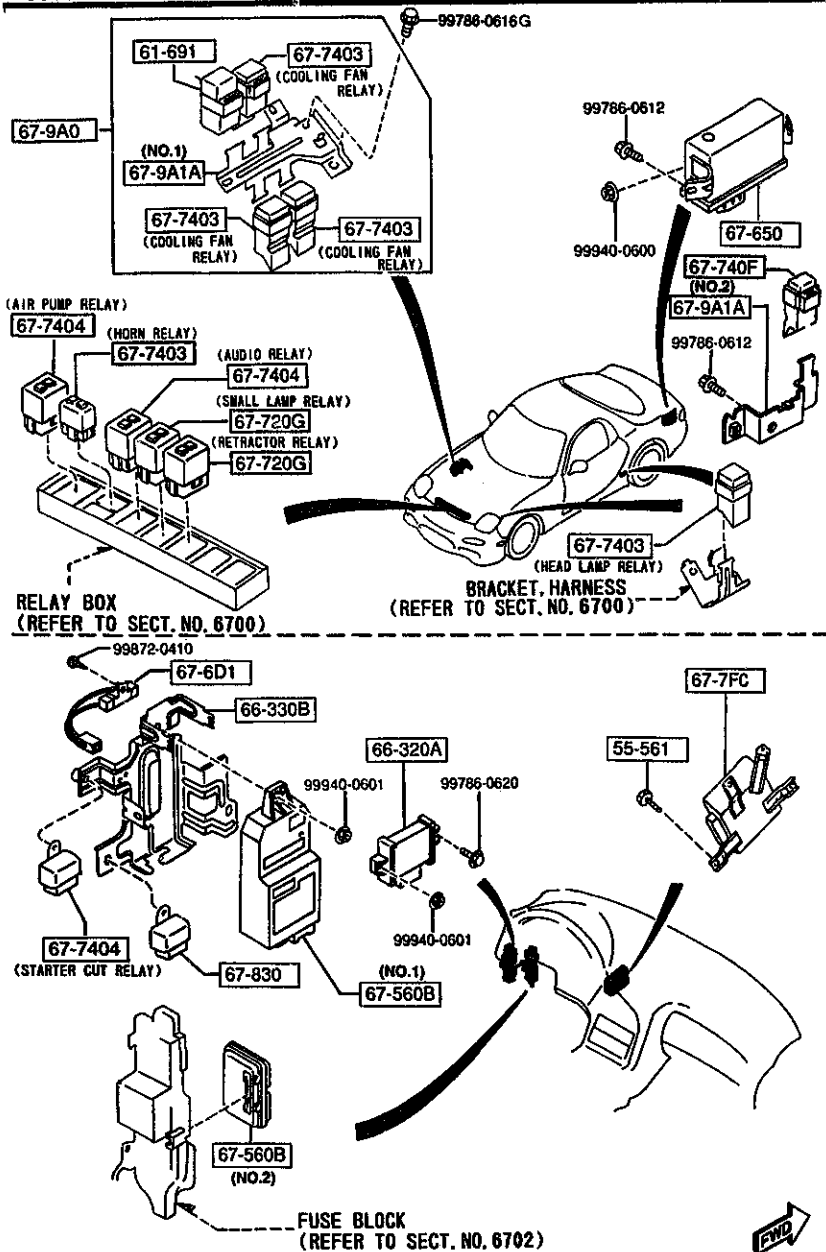 99786-0616G
61-691
67-7403
(COOLING FAN
RELAY)
67-9A0
(NO.1)
67-9A1A
67-7403
(COOLING FAN
RELAY)
67-7403
(COOLING FAN
RELAY)
99786-0612
99940-0600
67-650
67-740F
(NO.2)
67-9A1A
99786-0612
(AIR PUMP RELAY)
67-7404
(HORN RELAY)
67-7403
(AUDIO RELAY)
67-7404
(SMALL LAMP RELAY)
67-720G
(RETRACTOR RELAY)
67-720G
67-7403
(HEAD LAMP RELAY)
RELAY BOX
(REFER TO SECT. NO. 6700)
BRACKET, HARNESS
(REFER TO SECT. NO. 6700)
99872-0410
67-6D1
66-330B
66-320A
99940-0601
99786-0620
67-7FC
55-561
99940-0601
67-7404
(STARTER CUT RELAY)
67-830
(NO.1)
67-560B
67-560B
(NO.2)
FUSE BLOCK
(REFER TO SECT. NO. 6702)
FWD